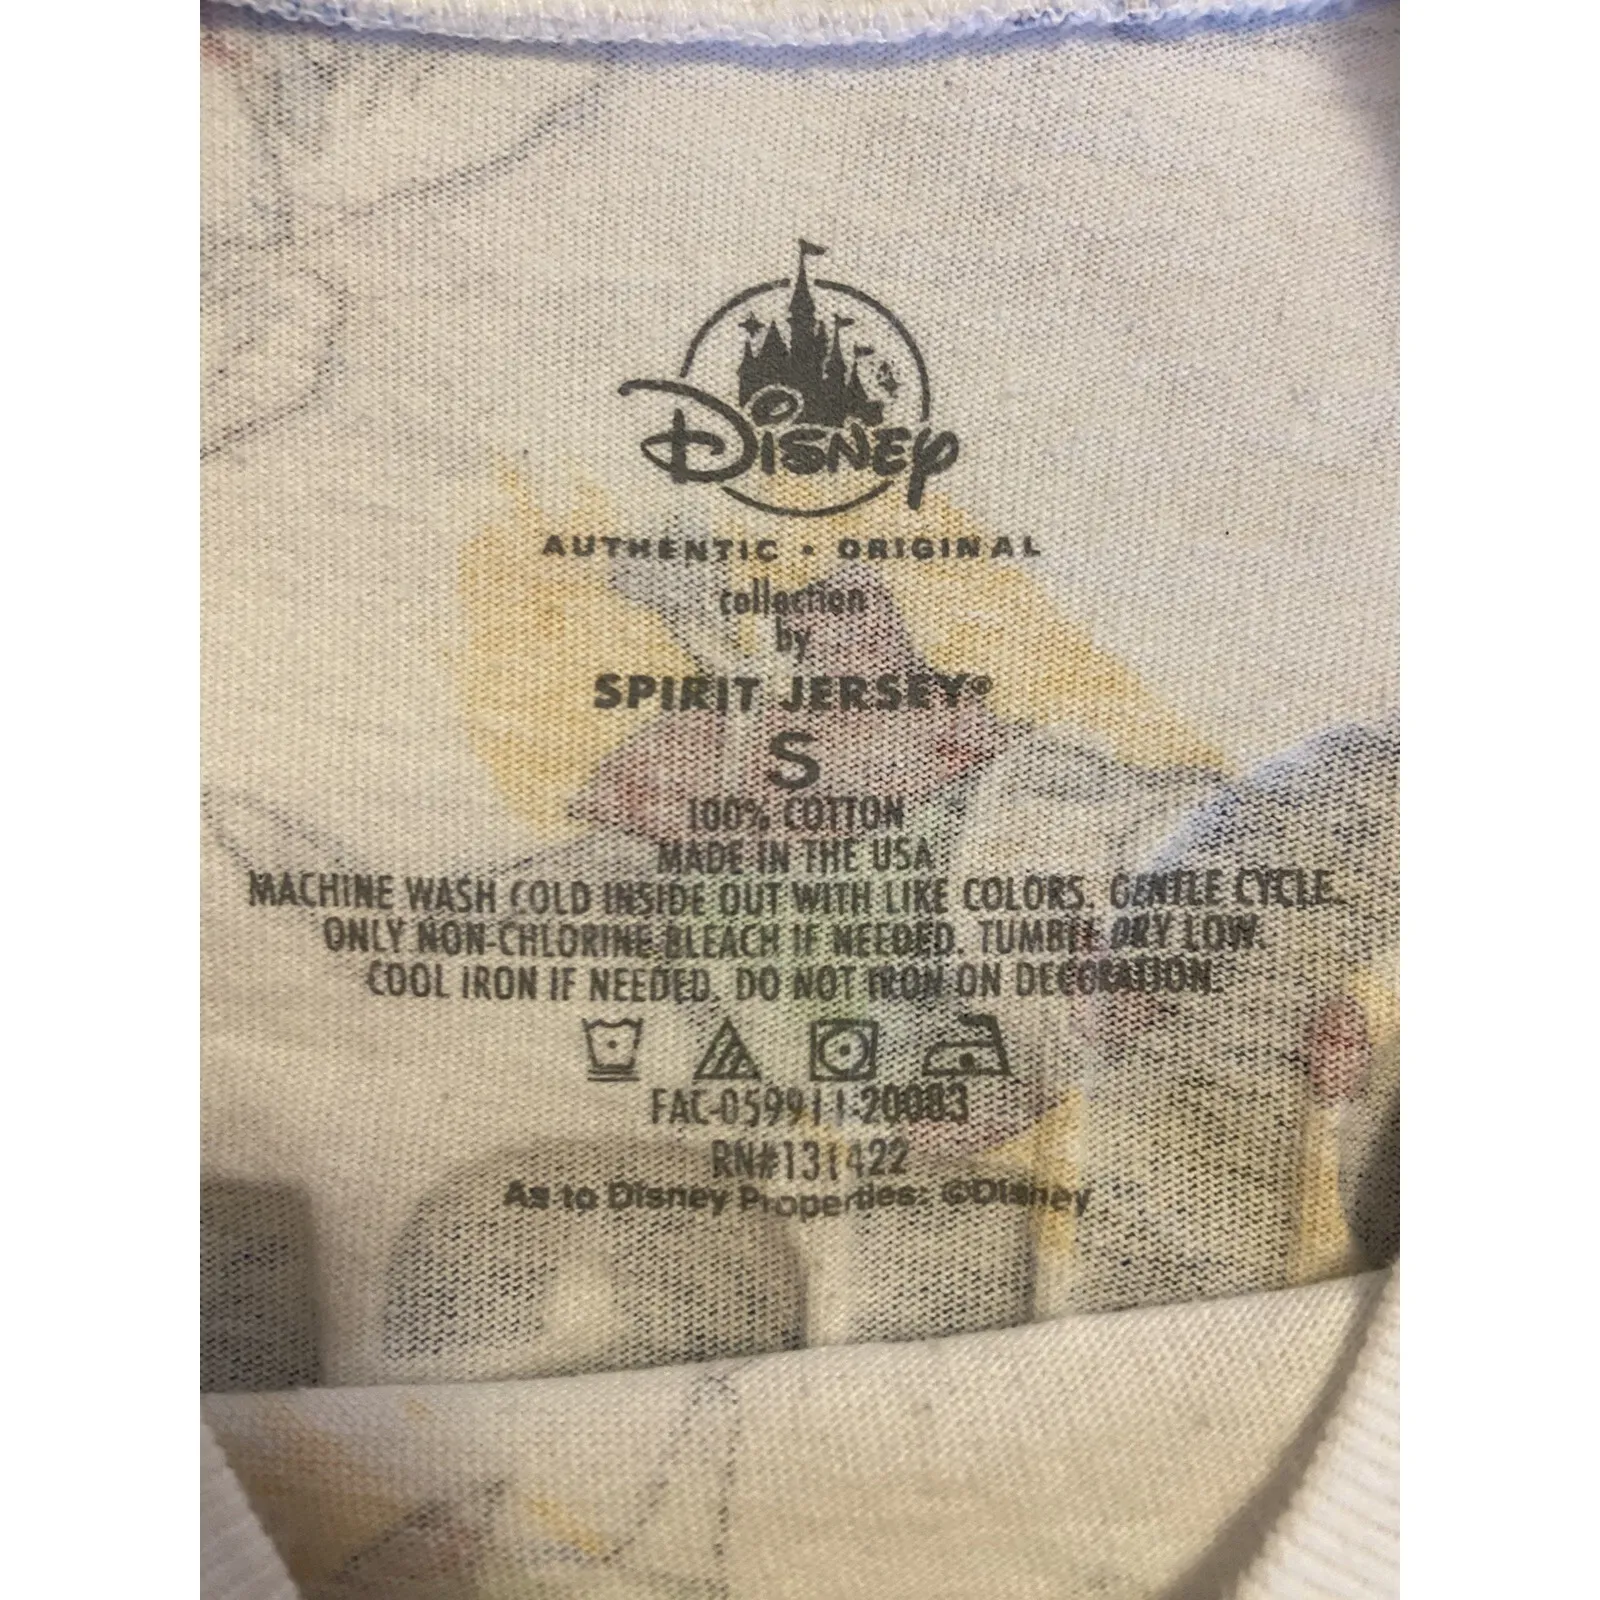 Disney
AUTHENTIC • ORIGINAL
collection
by
SPIRIT JERSEY®
S
100% COTTON
MADE IN THE USA
MACHINE WASH COLD INSIDE OUT WITH LIKE COLORS. GENTLE CYCLE.
ONLY NON-CHLORINE BLEACH IF NEEDED. TUMBLE DRY LOW.
COOL IRON IF NEEDED. DO NOT IRON ON DECORATION.
FAC-059911-20003
RN#131422
As to Disney Properties: ©Disney